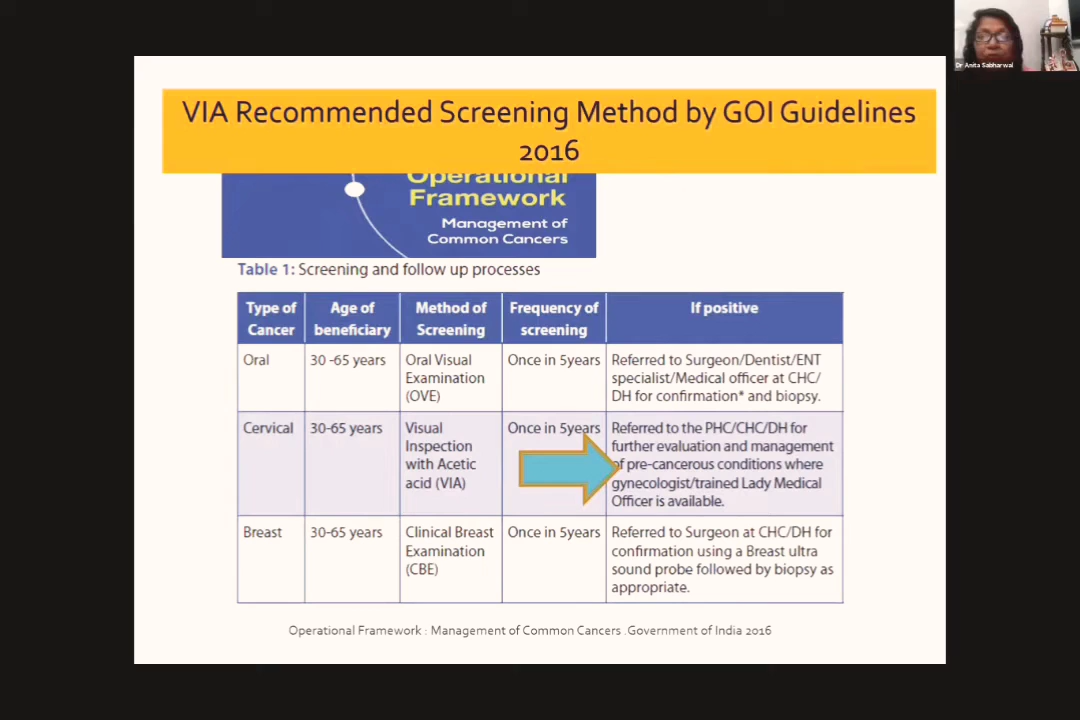 Dr Anita Sabharwal
VIA Recommended Screening Method by GOI Guidelines
2016
Operational
Framework
Management of
Common Cancers
Table 1: Screening and follow up processes
Type of
Cancer
Age of
beneficiary
Method of
Screening
Frequency of
screening
If positive
Oral
30 -65 years
Oral Visual
Examination
(OVE)
Once in 5years
Referred to Surgeon/Dentist/ENT
specialist/Medical officer at CHC/
DH for confirmation* and biopsy.
Cervical
30-65 years
Visual
Inspection
with Acetic
acid (VIA)
Once in 5years
Referred to the PHC/CHC/DH for
further evaluation and management
of pre-cancerous conditions where
gynecologist/trained Lady Medical
Officer is available.
Breast
30-65 years
Clinical Breast
Examination
(CBE)
Once in 5years
Referred to Surgeon at CHC/DH for
confirmation using a Breast ultra
sound probe followed by biopsy as
appropriate.
Operational Framework : Management of Common Cancers .Government of India 2016